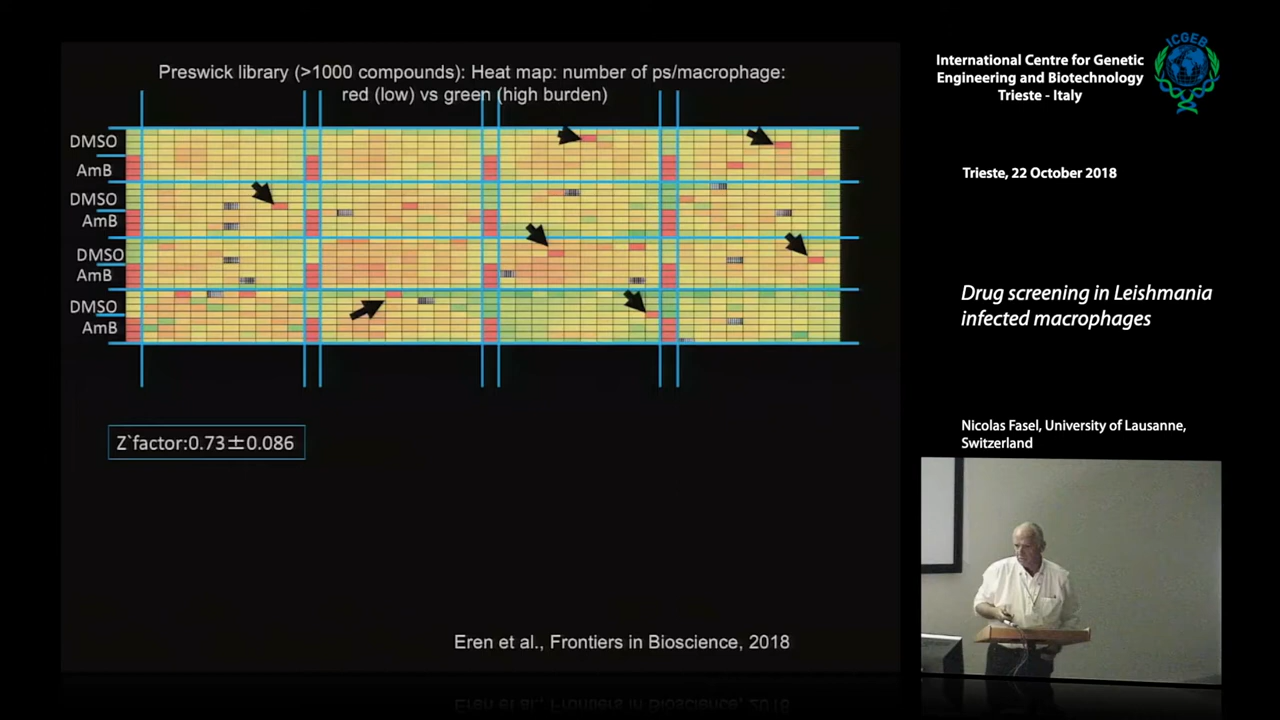 Preswick library (>1000 compounds): Heat map: number of ps/macrophage:
red (low) vs green (high burden)
DMSO
AmB
DMSO
AmB
DMSO
AmB
DMSO
AmB
Z`factor:0.73±0.086
Eren et al., Frontiers in Bioscience, 2018
International Centre for Genetic
Engineering and Biotechnology
Trieste - Italy
ICGEB
Trieste, 22 October 2018
Drug screening in Leishmania
infected macrophages
Nicolas Fasel, University of Lausanne,
Switzerland